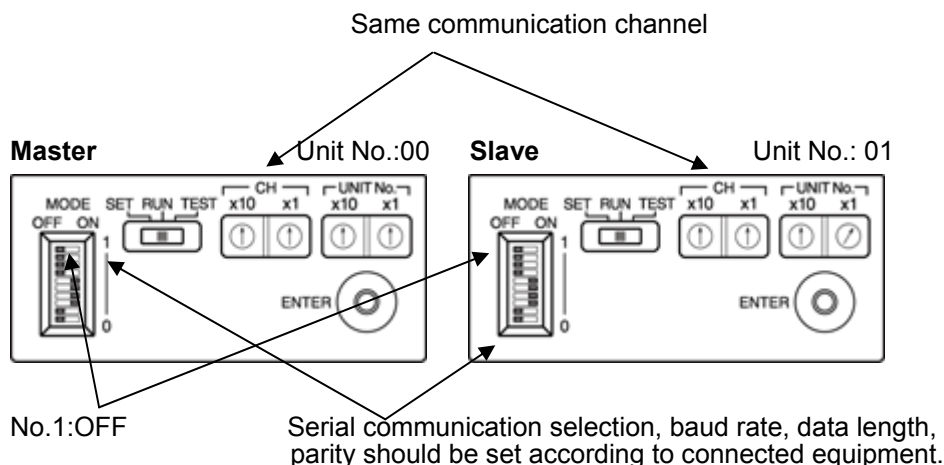 Same communication channel
Master Unit No.:00 Slave Unit No.: 01
CH UNIT No.
MODE SET RUN TEST x10 x1 x10 x1
OFF ON
1
ENTER
0
CH UNIT No.
MODE SET RUN TEST x10 x1 x10 x1
OFF ON
1
ENTER
0
No.1:OFF
Serial communication selection, baud rate, data length,
parity should be set according to connected equipment.